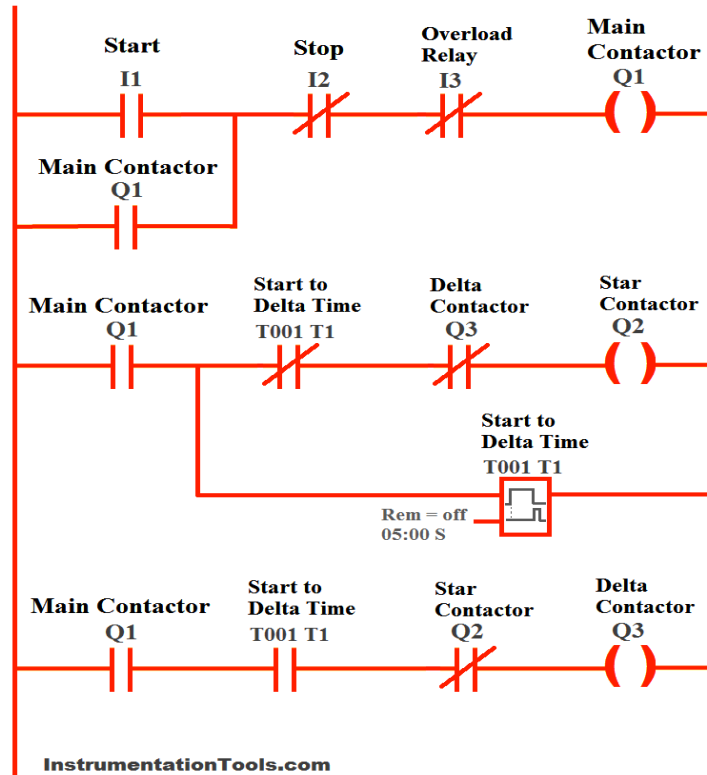 Start
I1
Stop
I2
Overload
Relay
I3
Main
Contactor
Q1
Main Contactor
Q1
Main Contactor
Q1
Start to
Delta Time
T001 T1
Delta
Contactor
Q3
Star
Contactor
Q2
Start to
Delta Time
T001 T1
Rem = off
05:00 S
Main Contactor
Q1
Start to
Delta Time
T001 T1
Star
Contactor
Q2
Delta
Contactor
Q3
InstrumentationTools.com